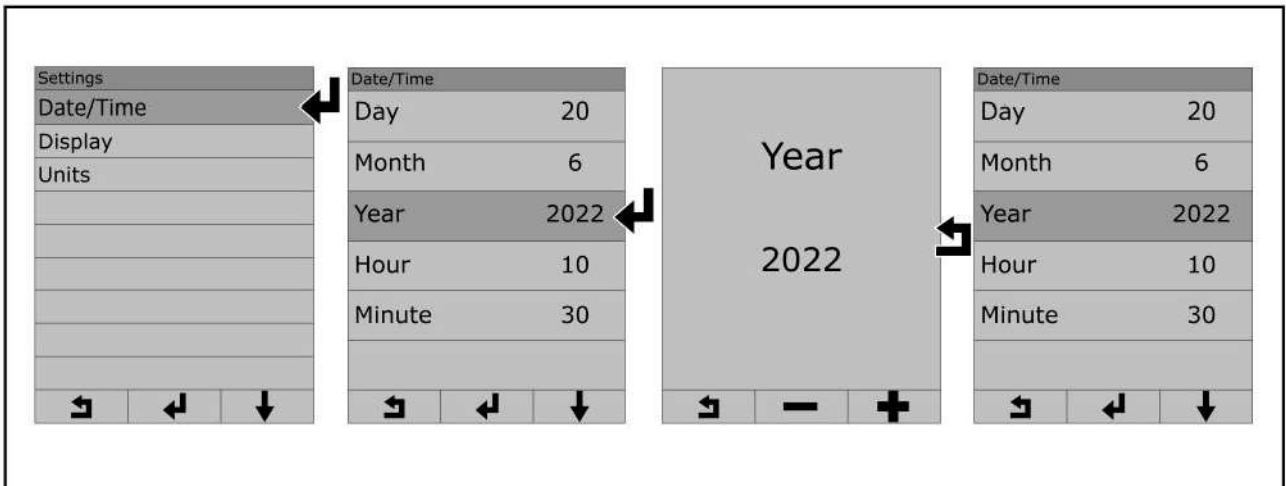 Settings
Date/Time
Display
Units
Date/Time
Day 20
Month 6
Year 2022
Hour 10
Minute 30
Year
2022
Date/Time
Day 20
Month 6
Year 2022
Hour 10
Minute 30